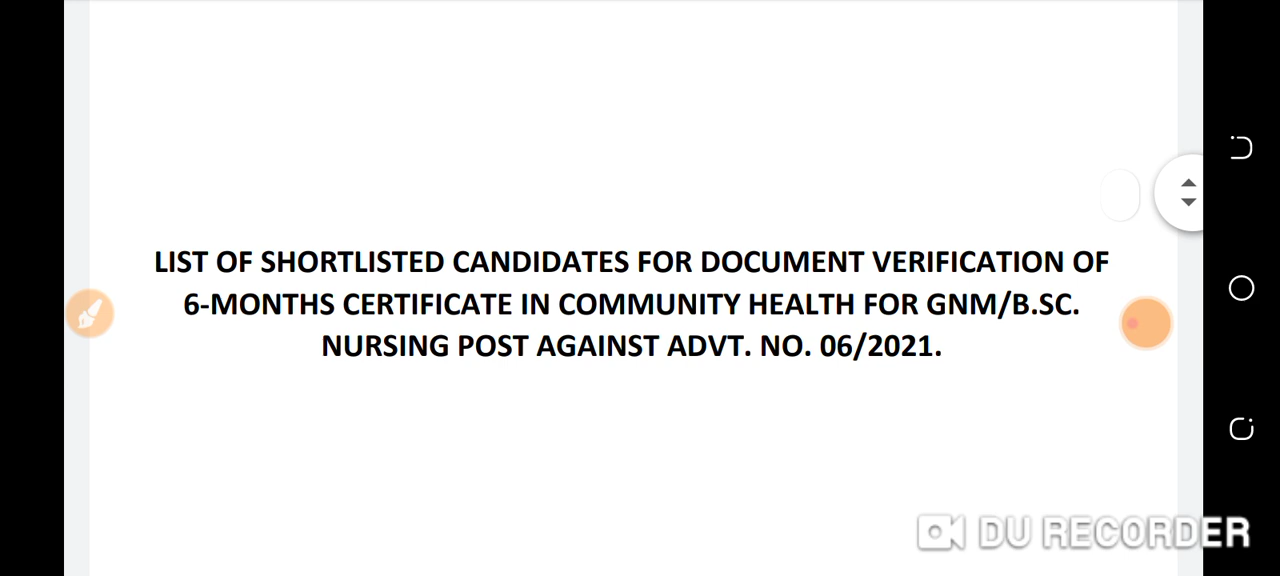 LIST OF SHORTLISTED CANDIDATES FOR DOCUMENT VERIFICATION OF
6-MONTHS CERTIFICATE IN COMMUNITY HEALTH FOR GNM/B.SC.
NURSING POST AGAINST ADVT. NO. 06/2021.
DU RECORDER